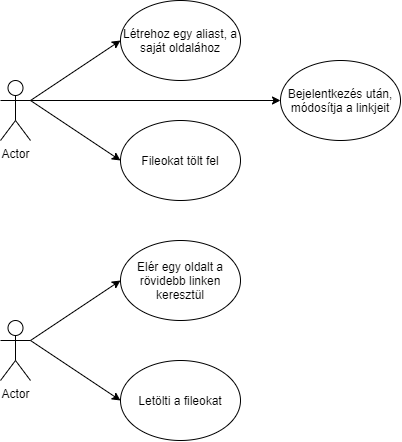 Létrehoz egy aliast, a
saját oldalához
Bejelentkezés után,
módosítja a linkjeit
Actor
Fileokat tölt fel
Elér egy oldalt a
rövidebb linken
keresztül
Actor
Letölti a fileokat